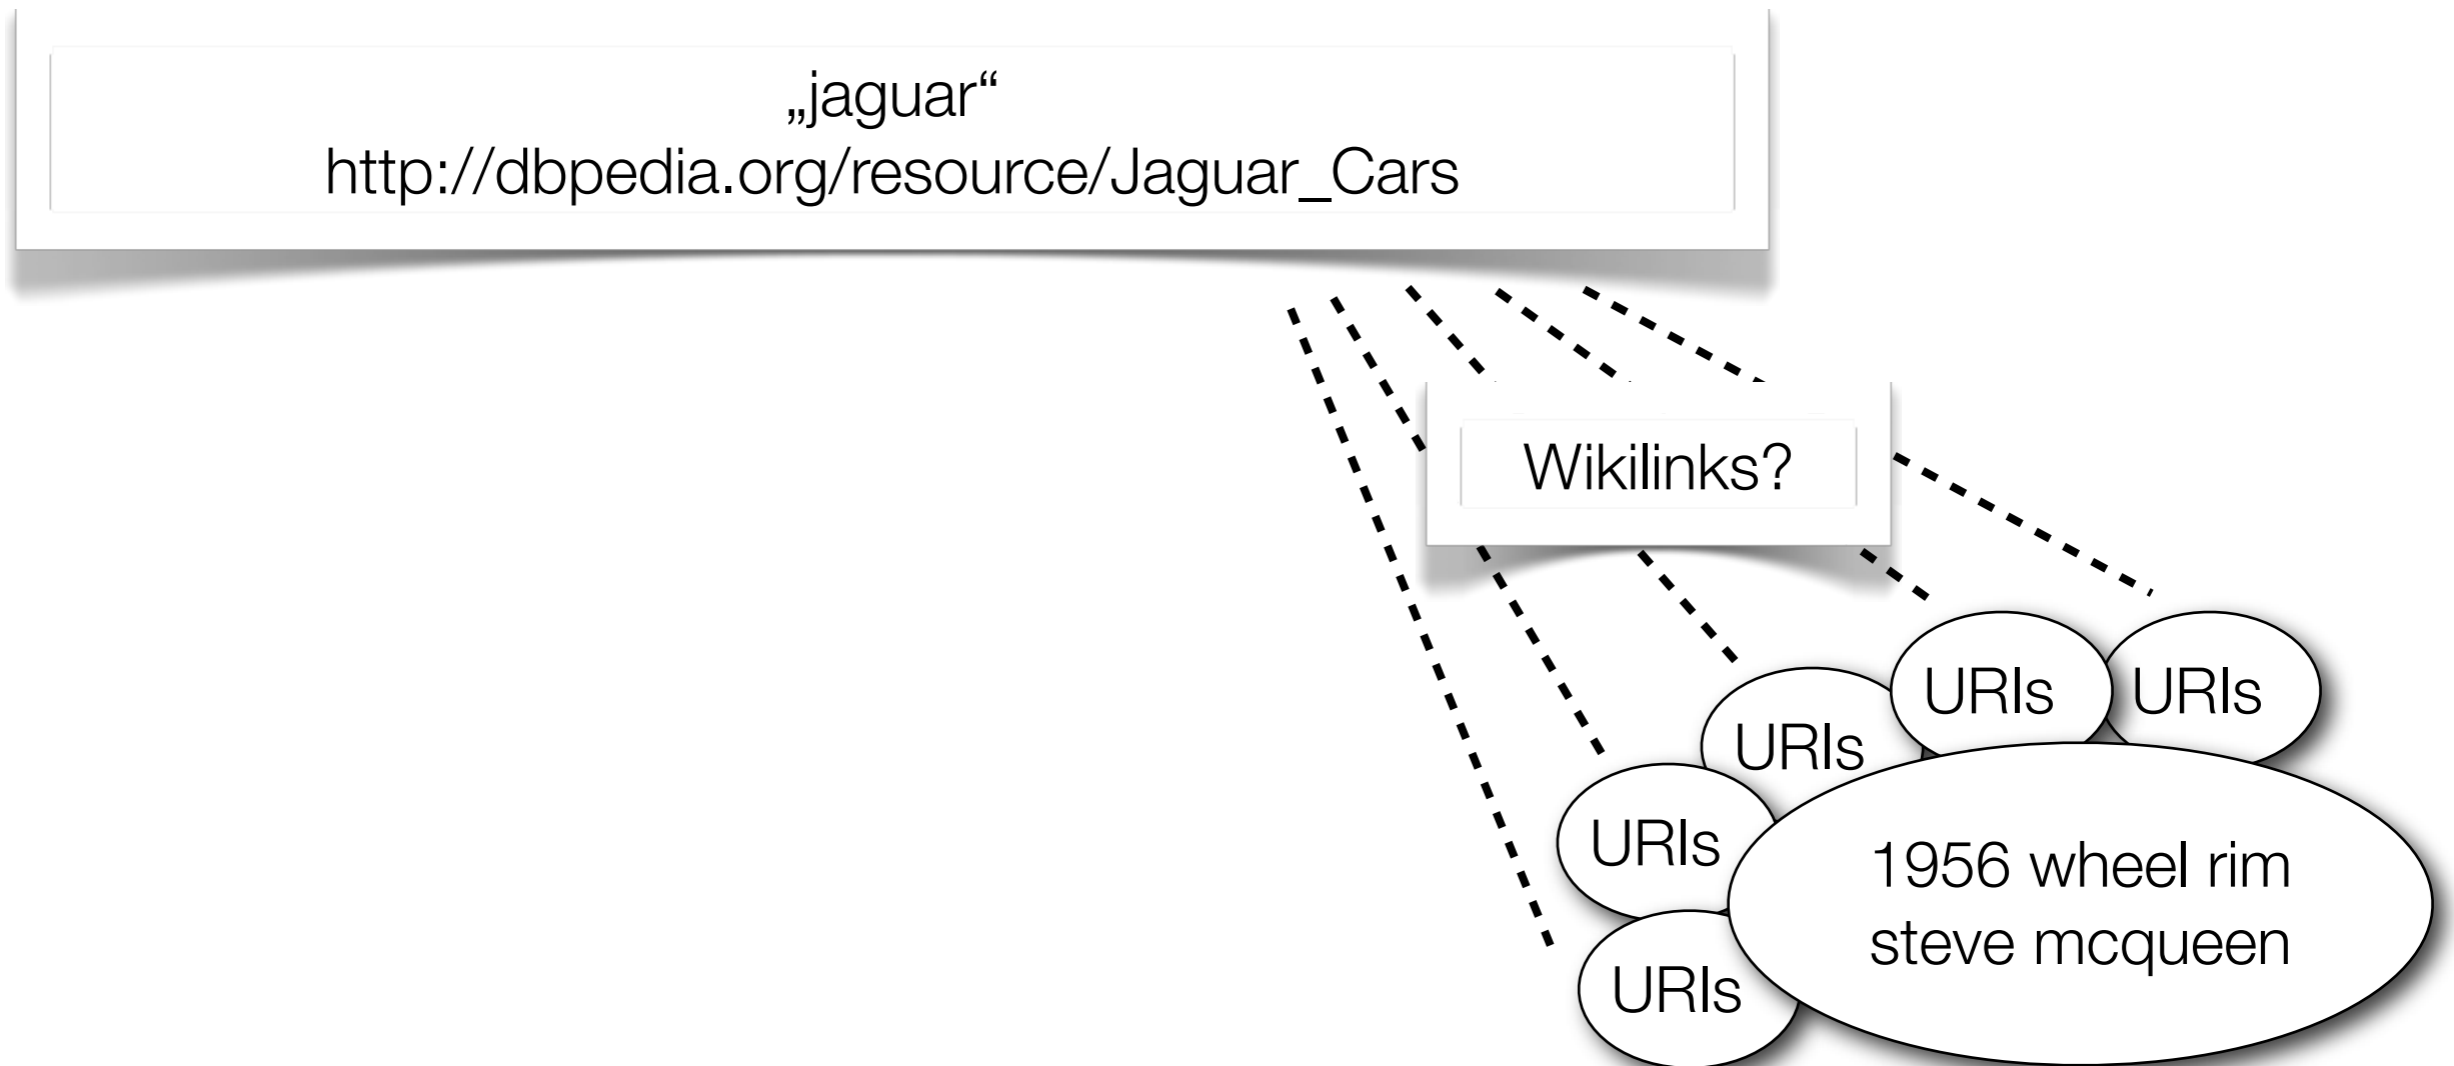 „jaguar“
http://dbpedia.org/resource/Jaguar_Cars
Wikilinks?
URIs
URIs
URIs
URIs
URIs
1956 wheel rim
steve mcqueen